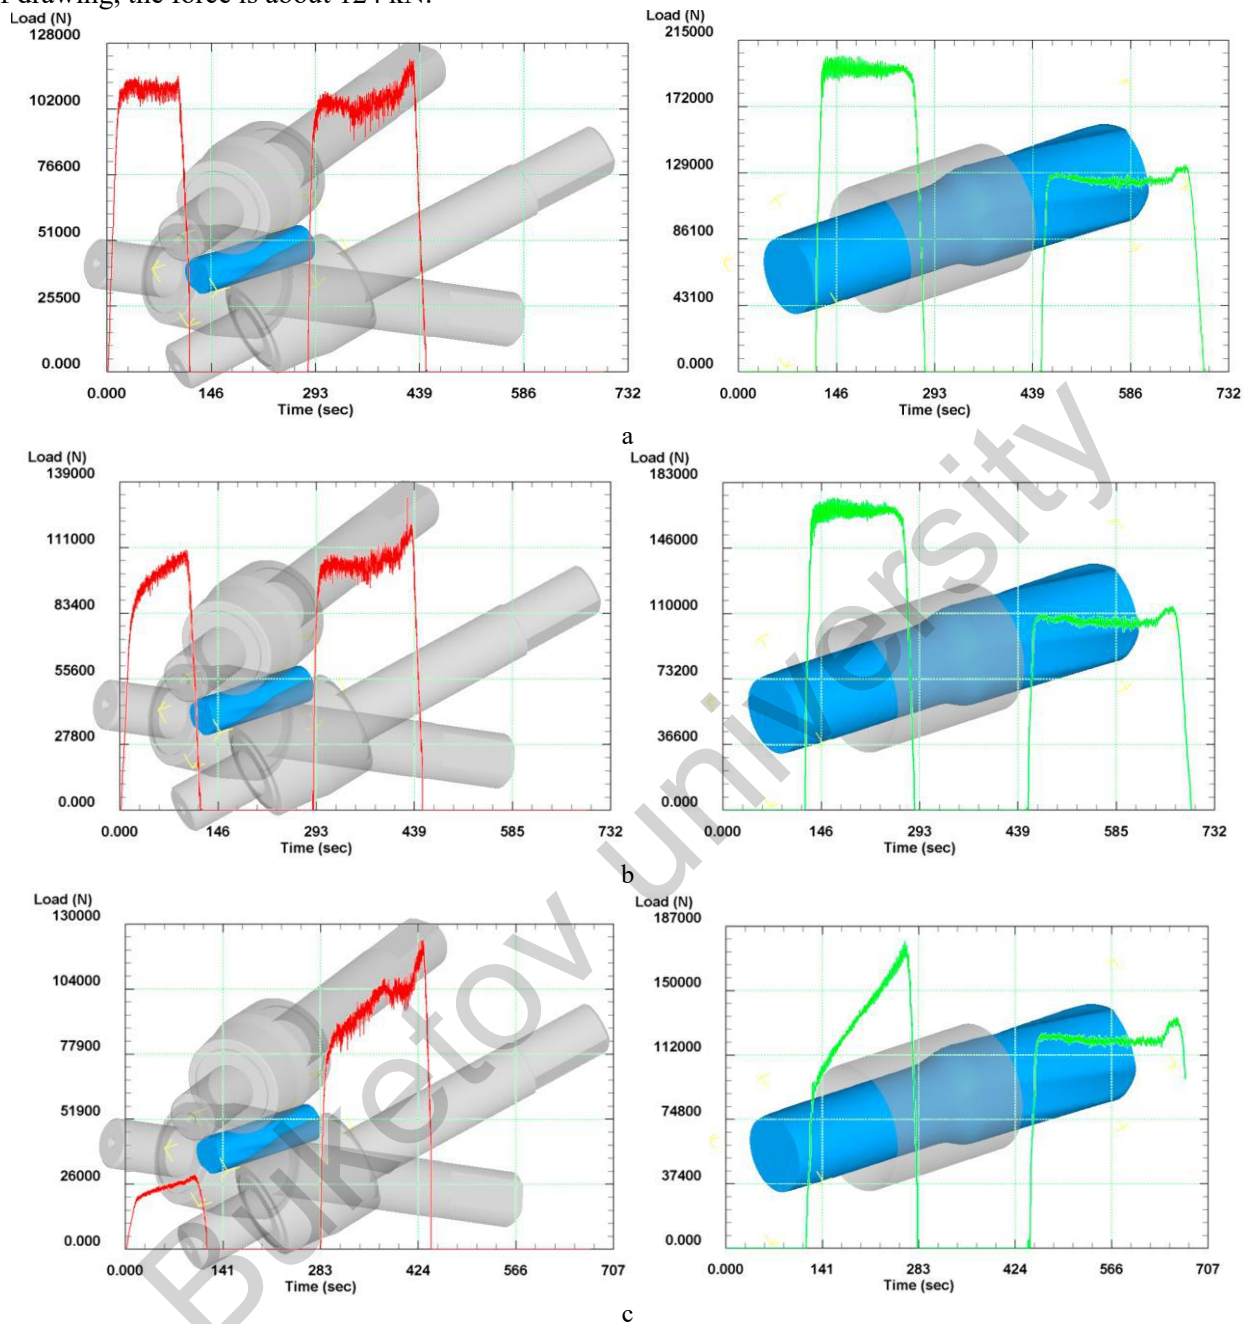 drawing, the force is about 124 kN.
Load (N)
128000
102000
76600
51000
25500
0.000
0.000 146 293 439 586 732
Time (sec)
Load (N)
215000
172000
129000
86100
43100
0.000
0.000 146 293 439 586 732
Time (sec)
a
Load (N)
139000
111000
83400
55600
27800
0.000
0.000 146 293 439 585 732
Time (sec)
Load (N)
183000
146000
110000
73200
36600
0.000
0.000 146 293 439 585 732
Time (sec)
b
Load (N)
130000
104000
77900
51900
26000
0.000
0.000 141 283 424 566 707
Time (sec)
Load (N)
187000
150000
112000
74800
37400
0.000
0.000 141 283 424 566 707
Time (sec)
c
Buketov university